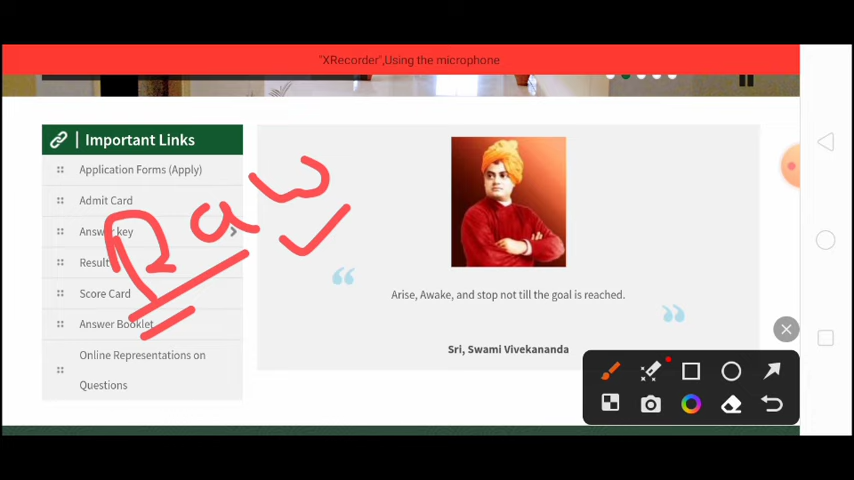 "XRecorder",Using the microphone
| Important Links
Application Forms (Apply)
Admit Card
Answer key
Result
Score Card
Answer Booklet
Online Representations on
Questions
Raw
“
Arise, Awake, and stop not till the goal is reached.
”
Sri, Swami Vivekananda